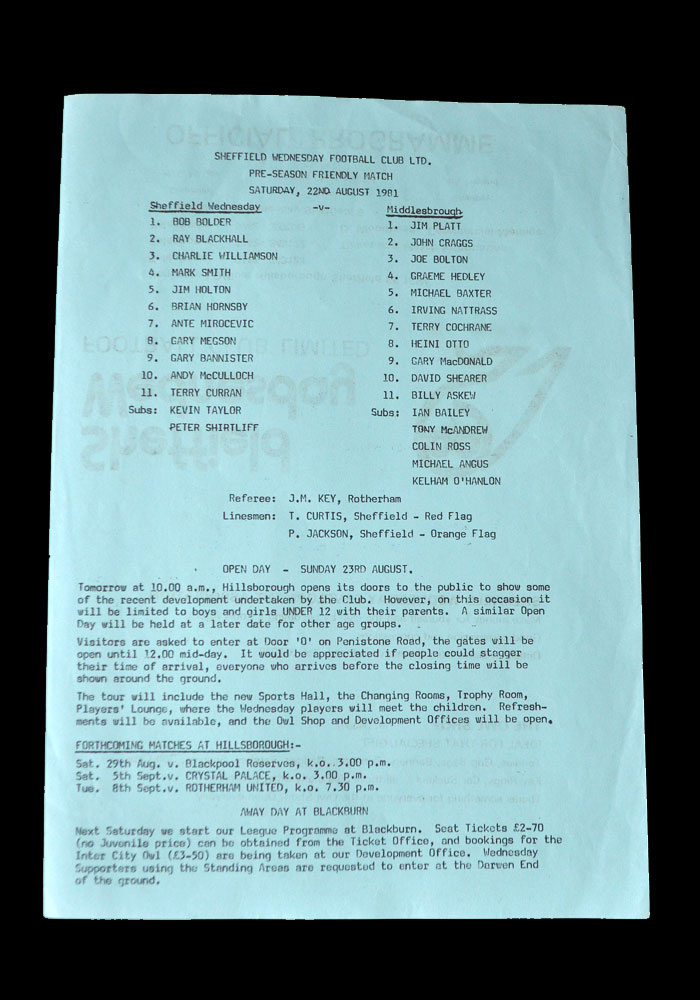 SHEFFIELD WEDNESDAY FOOTBALL CLUB LTD.
PRE-SEASON FRIENDLY MATCH
SATURDAY, 22ND AUGUST 1981
Sheffield Wednesday -v- Middlesbrough
1. BOB BOLDER 1. JIM PLATT
2. RAY BLACKHALL 2. JOHN CRAGGS
3. CHARLIE WILLIAMSON 3. JOE BOLTON
4. MARK SMITH 4. GRAEME HEDLEY
5. JIM HOLTON 5. MICHAEL BAXTER
6. BRIAN HORNSBY 6. IRVING NATTRASS
7. ANTE MIROCEVIC 7. TERRY COCHRANE
8. GARY MEGSON 8. HEINI OTTO
9. GARY BANNISTER 9. GARY MacDONALD
10. ANDY McCULLOCH 10. DAVID SHEARER
11. TERRY CURRAN 11. BILLY ASKEW
Subs: KEVIN TAYLOR Subs: IAN BAILEY
PETER SHIRTLIFF TONY McANDREW
COLIN ROSS
MICHAEL ANGUS
KELHAM O'HANLON
Referee: J.M. KEY, Rotherham
Linesmen: T. CURTIS, Sheffield - Red Flag
P. JACKSON, Sheffield - Orange Flag
OPEN DAY - SUNDAY 23RD AUGUST.
Tomorrow at 10.00 a.m., Hillsborough opens its doors to the public to show some
of the recent development undertaken by the Club. However, on this occasion it
will be limited to boys and girls UNDER 12 with their parents. A similar Open
Day will be held at a later date for other age groups.
Visitors are asked to enter at Door 'O' on Penistone Road, the gates will be
open until 12.00 mid-day. It would be appreciated if people could stagger
their time of arrival, everyone who arrives before the closing time will be
shown around the ground.
The tour will include the new Sports Hall, the Changing Rooms, Trophy Room,
Players' Lounge, where the Wednesday players will meet the children. Refresh-
ments will be available, and the Owl Shop and Development Offices will be open.
FORTHCOMING MATCHES AT HILLSBOROUGH:-
Sat. 29th Aug. v. Blackpool Reserves, k.o. 3.00 p.m.
Sat. 5th Sept.v. CRYSTAL PALACE, k.o. 3.00 p.m.
Tue. 8th Sept.v. ROTHERHAM UNITED, k.o. 7.30 p.m.
AWAY DAY AT BLACKBURN
Next Saturday we start our League Programme at Blackburn. Seat Tickets £2-70
(no Juvenile price) can be obtained from the Ticket Office, and bookings for the
Inter City Owl (£3-50) are being taken at our Development Office. Wednesday
Supporters using the Standing Areas are requested to enter at the Darwen End
of the ground.
OFFICIAL PROGRAMME
FOOTBALL CLUB LIMITED
Wednesday
Sheffield